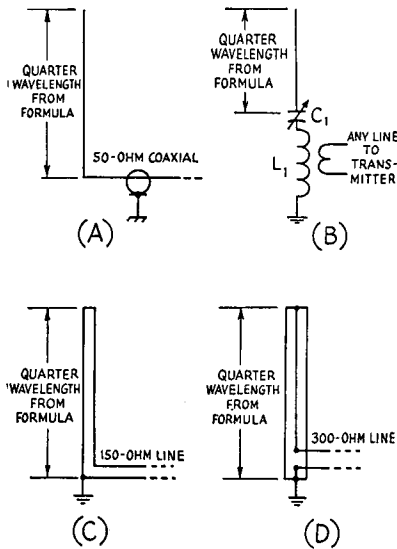 QUARTER
WAVELENGTH
FROM
FORMULA
50-OHM COAXIAL
(A)
QUARTER
WAVELENGTH
FROM
FORMULA
C1
L1
ANY LINE
TO
TRANS-
MITTER
(B)
QUARTER
WAVELENGTH
FROM
FORMULA
150-OHM LINE
(C)
QUARTER
WAVELENGTH
FROM
FORMULA
300-OHM LINE
(D)